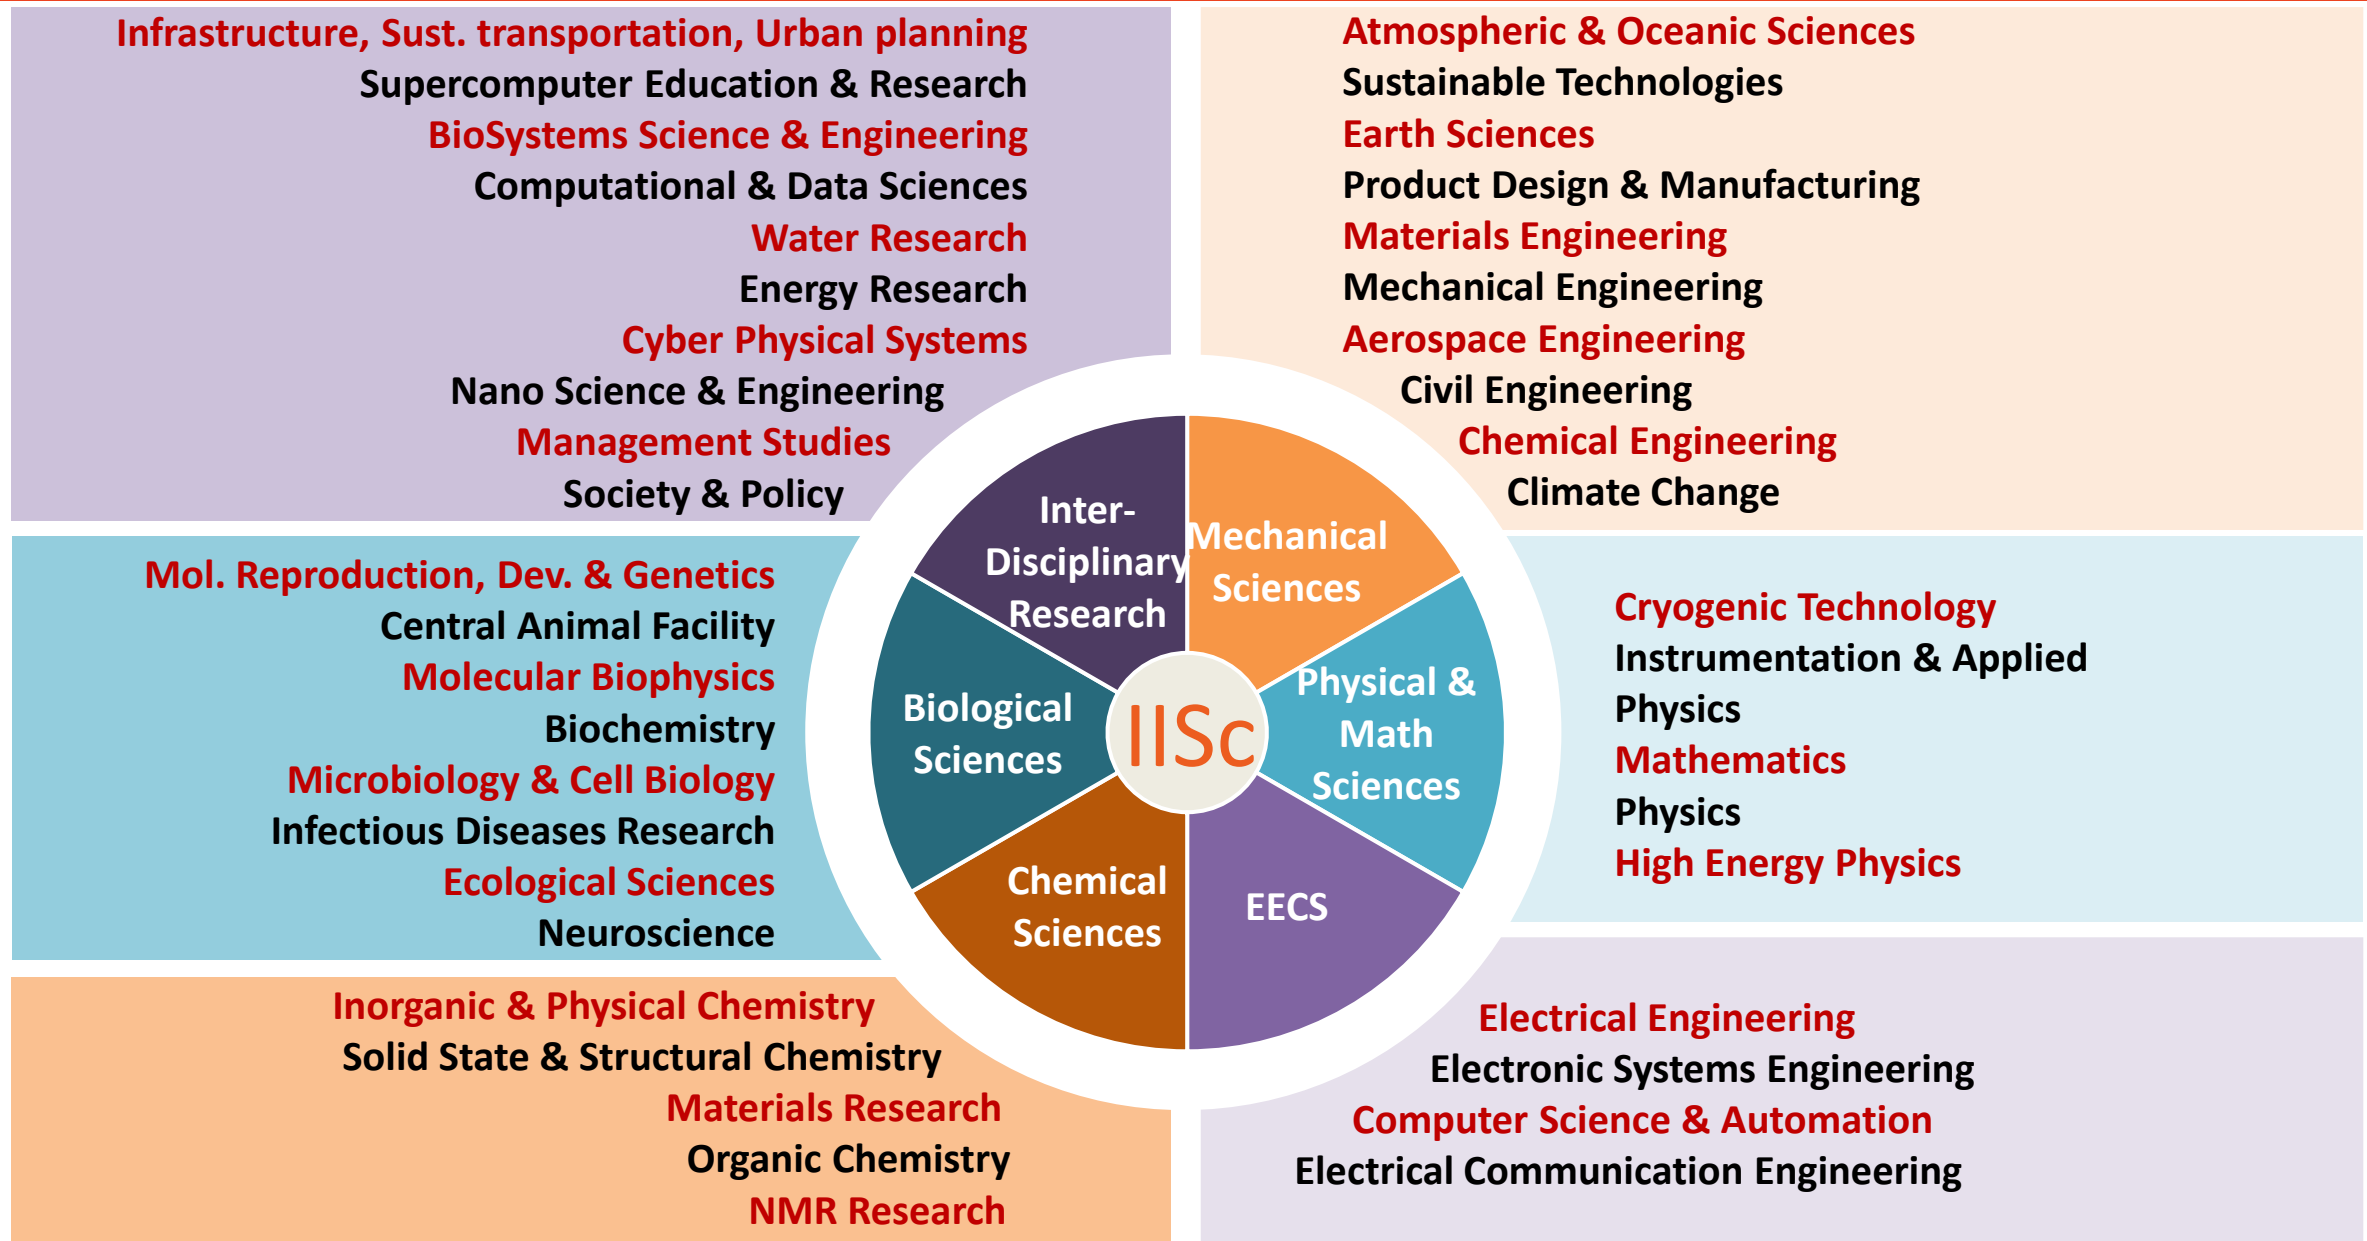 Infrastructure, Sust. transportation, Urban planning
Supercomputer Education & Research
BioSystems Science & Engineering
Computational & Data Sciences
Water Research
Energy Research
Cyber Physical Systems
Nano Science & Engineering
Management Studies
Society & Policy
Atmospheric & Oceanic Sciences
Sustainable Technologies
Earth Sciences
Product Design & Manufacturing
Materials Engineering
Mechanical Engineering
Aerospace Engineering
Civil Engineering
Chemical Engineering
Climate Change
Mol. Reproduction, Dev. & Genetics
Central Animal Facility
Molecular Biophysics
Biochemistry
Microbiology & Cell Biology
Infectious Diseases Research
Ecological Sciences
Neuroscience
Inter-
Disciplinary
Research
Mechanical
Sciences
Biological
Sciences
IISc
Physical &
Math
Sciences
Chemical
Sciences
EECS
Cryogenic Technology
Instrumentation & Applied
Physics
Mathematics
Physics
High Energy Physics
Inorganic & Physical Chemistry
Solid State & Structural Chemistry
Materials Research
Organic Chemistry
NMR Research
Electrical Engineering
Electronic Systems Engineering
Computer Science & Automation
Electrical Communication Engineering